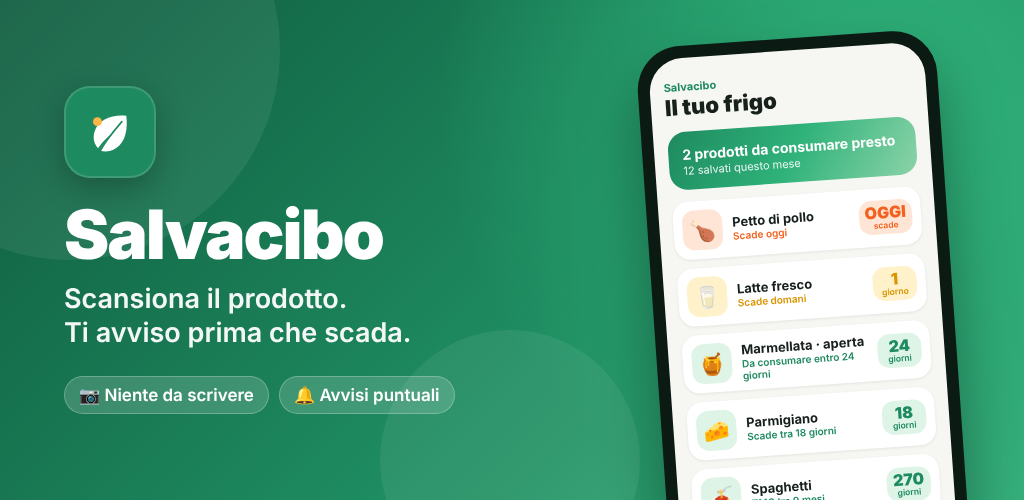 Salvacibo
Scansiona il prodotto.
Ti avviso prima che scada.
Niente da scrivere
Avvisi puntuali
Salvacibo
Il tuo frigo
2 prodotti da consumare presto
12 salvati questo mese
Petto di pollo
Scade oggi
OGGI
scade
Latte fresco
Scade domani
1
giorno
Marmellata · aperta
Da consumare entro 24
giorni
24
giorni
Parmigiano
Scade tra 18 giorni
18
giorni
Spaghetti
270
giorni